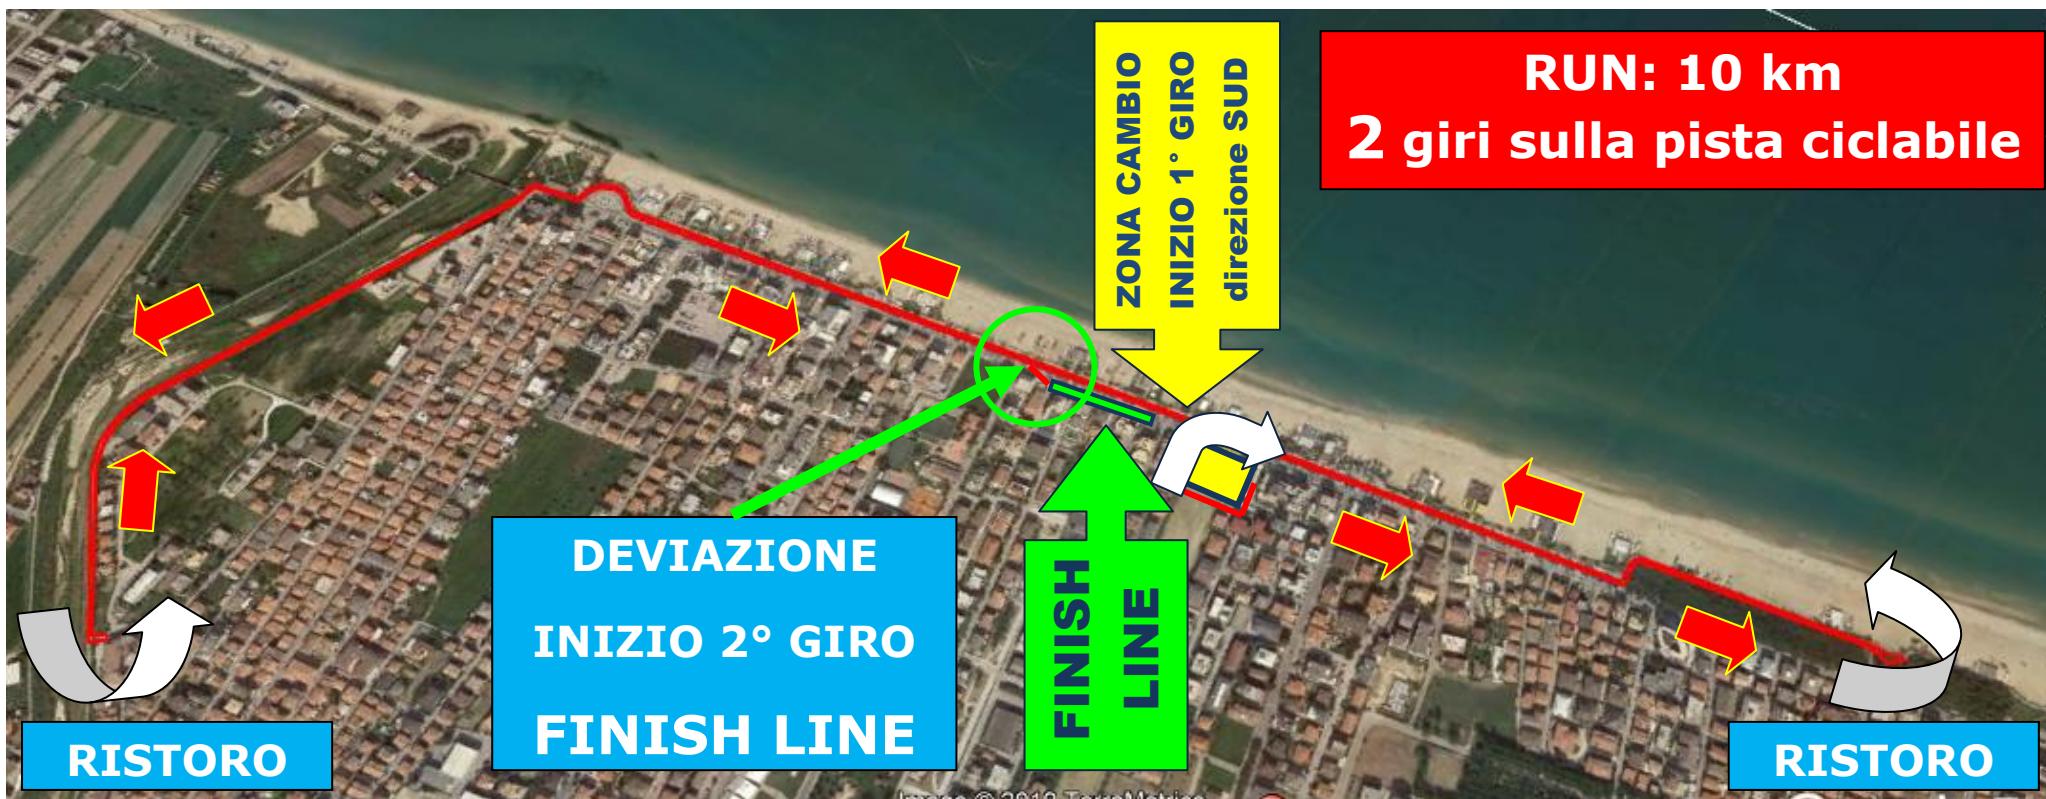 RUN: 10 km
2 giri sulla pista ciclabile
ZONA CAMBIO
INIZIO 1° GIRO
direzione SUD
DEVIAZIONE
INIZIO 2° GIRO
FINISH LINE
FINISH
LINE
RISTORO
RISTORO